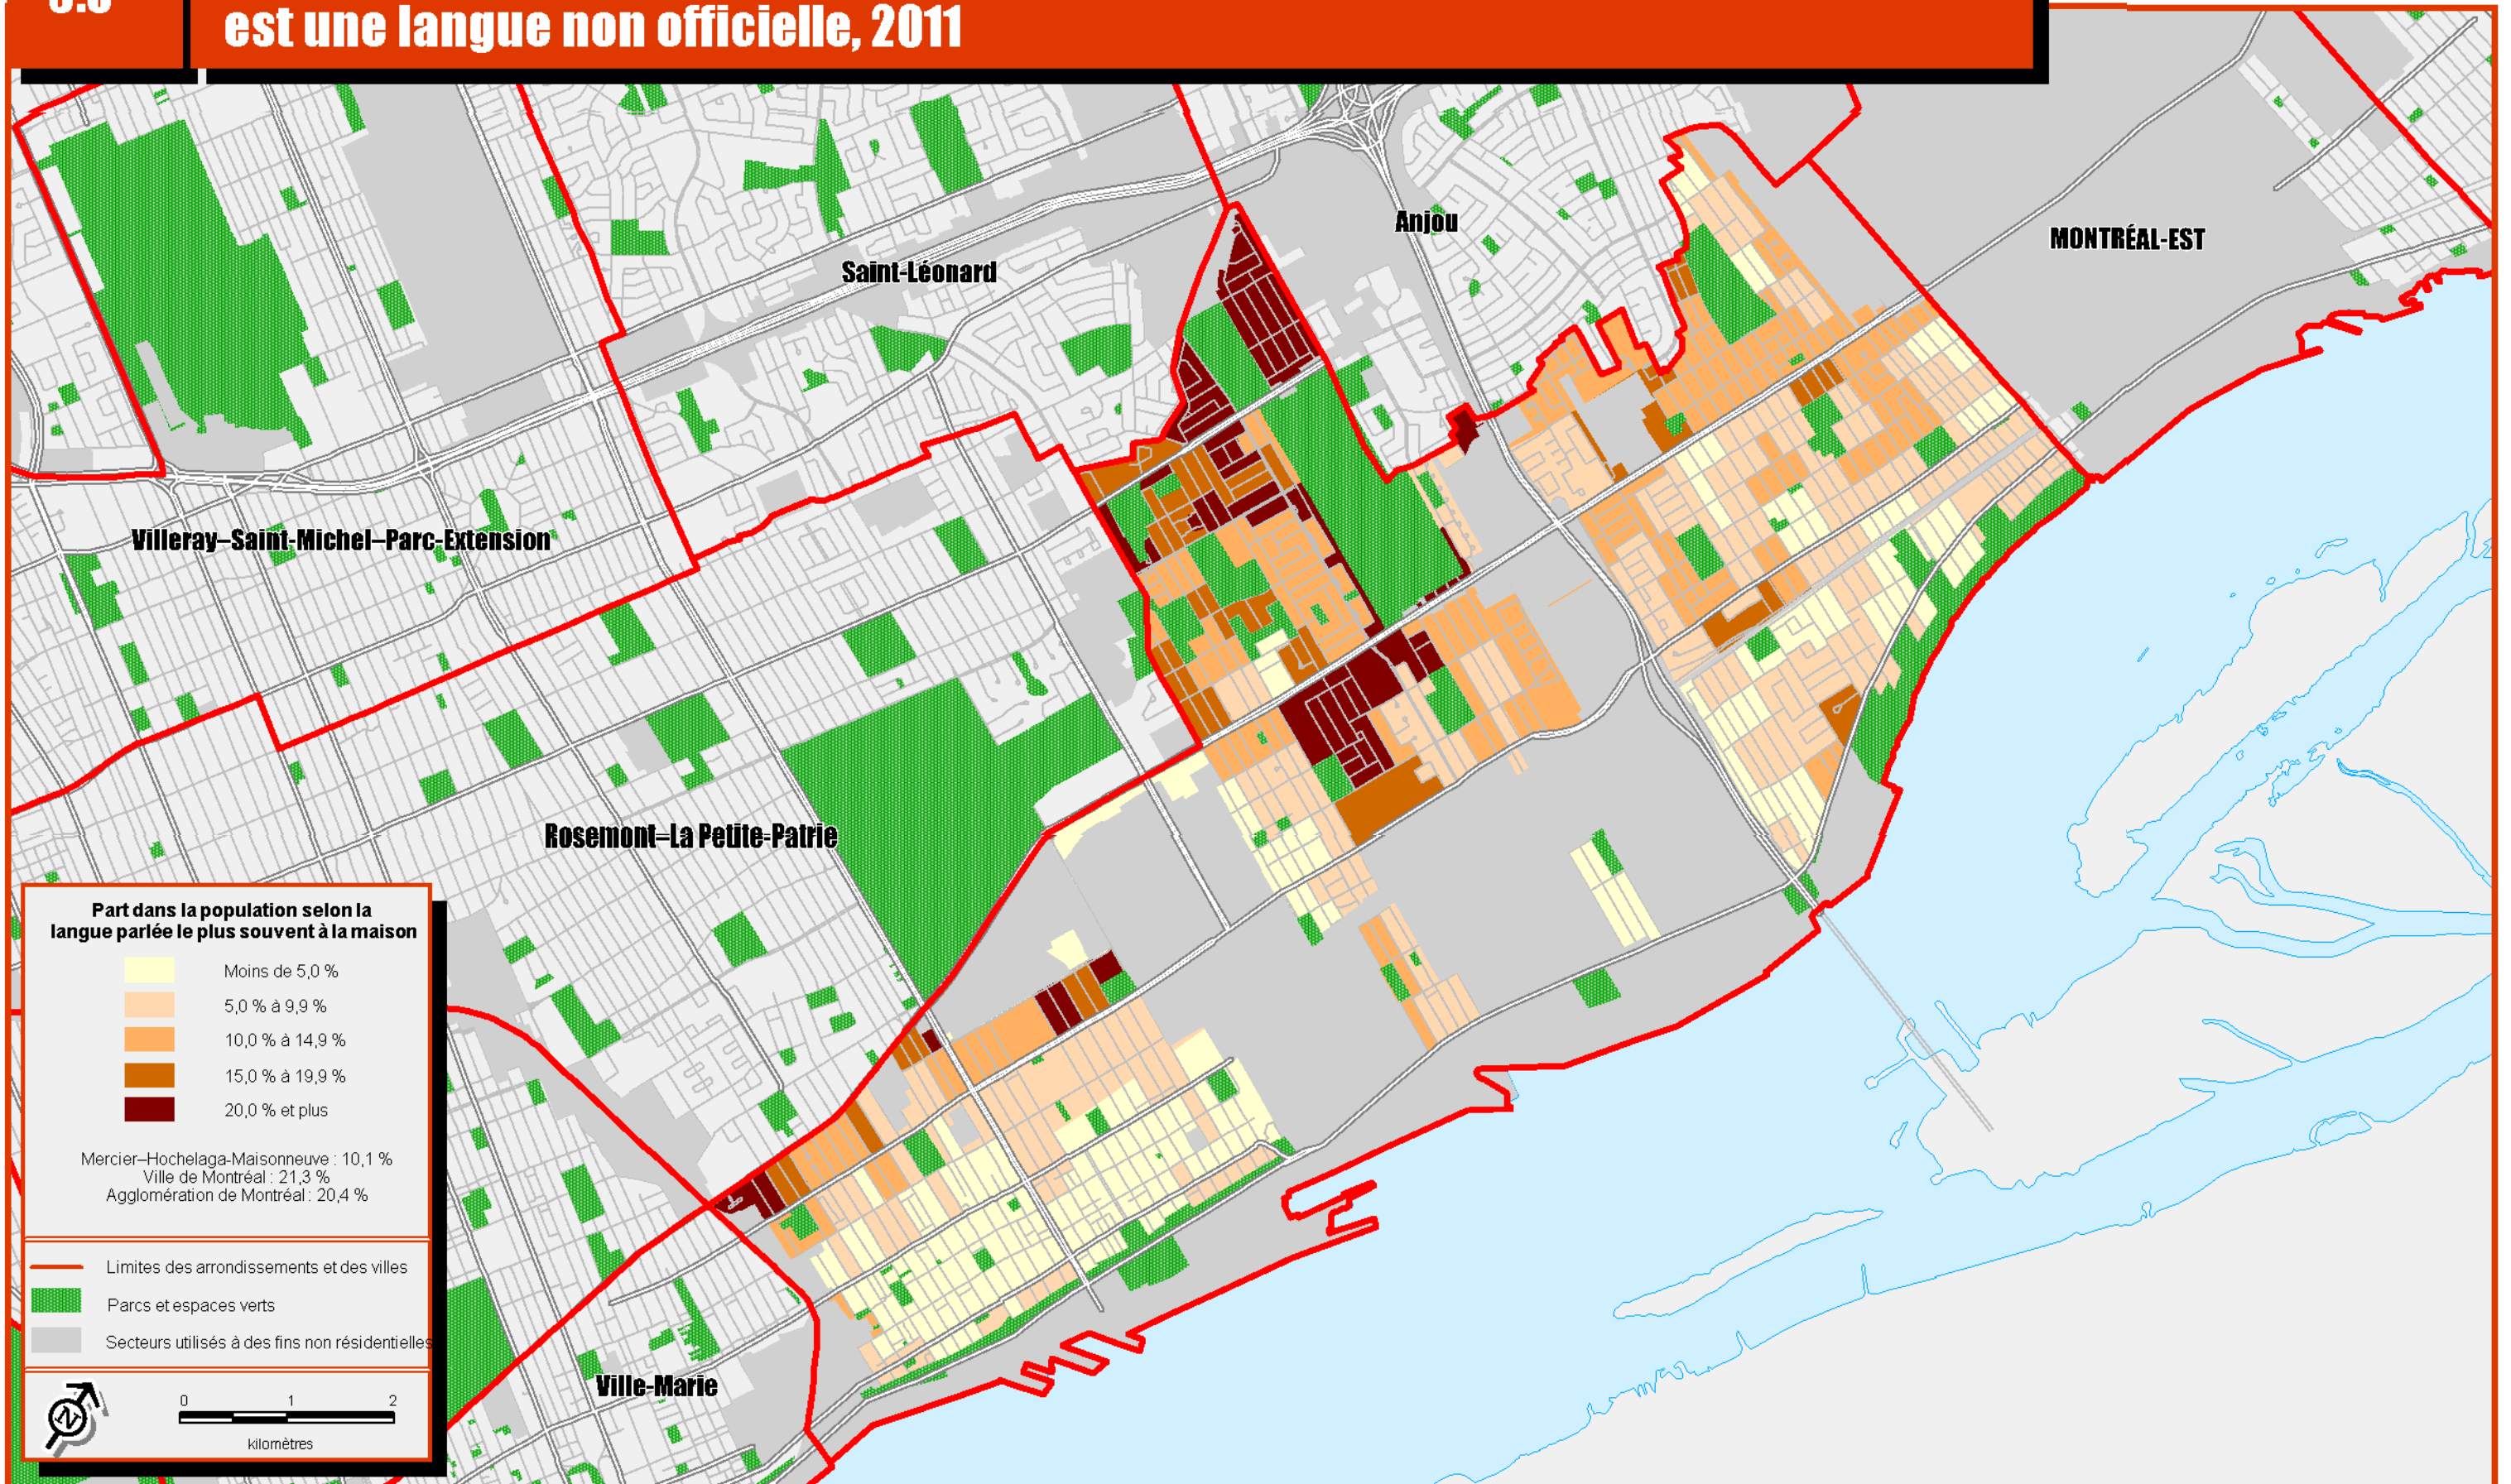 est une langue non officielle, 2011
Anjou
MONTRÉAL-EST
Saint-Léonard
Villeray–Saint-Michel–Parc-Extension
Rosemont–La Petite-Patrie
Ville-Marie
Part dans la population selon la
langue parlée le plus souvent à la maison
Moins de 5,0 %
5,0 % à 9,9 %
10,0 % à 14,9 %
15,0 % à 19,9 %
20,0 % et plus
Mercier–Hochelaga-Maisonneuve : 10,1 %
Ville de Montréal : 21,3 %
Agglomération de Montréal : 20,4 %
Limites des arrondissements et des villes
Parcs et espaces verts
Secteurs utilisés à des fins non résidentielles
N
0 1 2
kilomètres